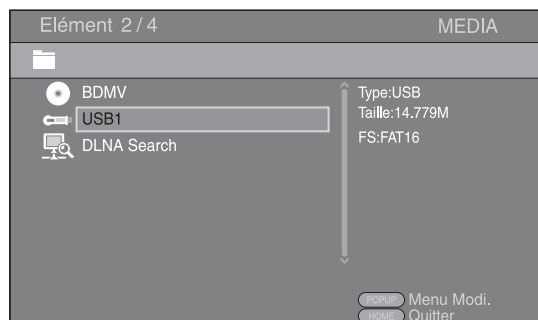 Elément 2/4 MEDIA
BDMV
USB1
DLNA Search
Type:USB
Taille:14.779M
FS:FAT16
POPUP Menu Modi.
HOME Quitter